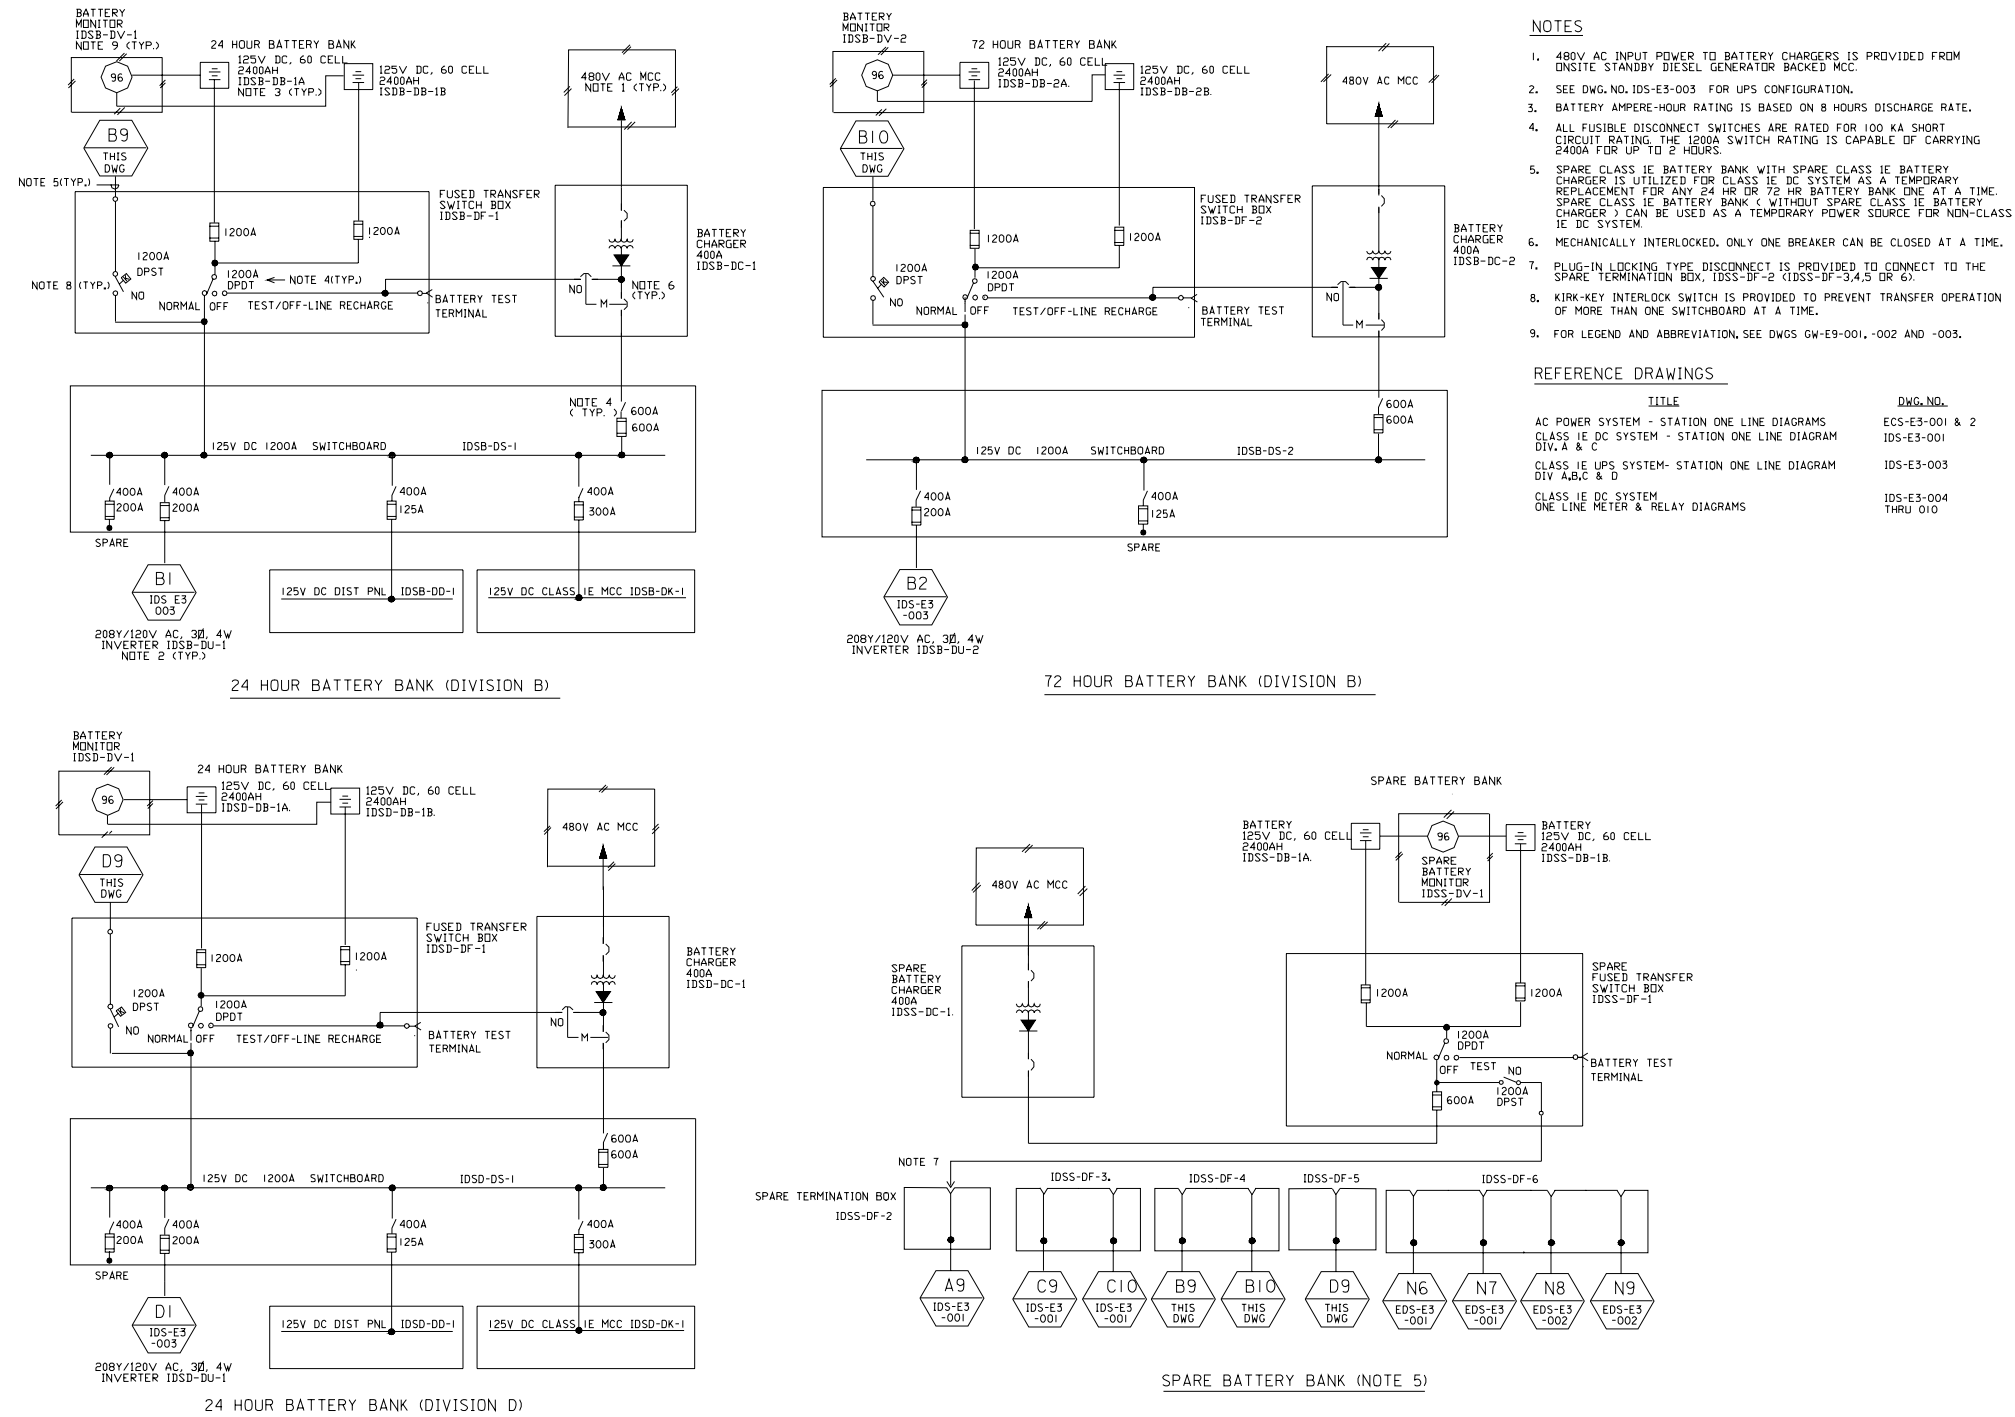 BATTERY
MONITOR
IDSB-DV-1
NOTE 9 (TYP.)
24 HOUR BATTERY BANK
96
125V DC, 60 CELL
2400AH
IDSB-DB-1A
NOTE 3 (TYP.)
125V DC, 60 CELL
2400AH
ISDB-DB-1B
480V AC MCC
NOTE 1 (TYP.)
B9
THIS
DWG
NOTE 5(TYP.)
FUSED TRANSFER
SWITCH BOX
IDSB-DF-1
1200A
1200A
BATTERY
CHARGER
400A
IDSB-DC-1
1200A
DPST
1200A
DPDT
NOTE 4(TYP.)
NOTE 8 (TYP.)
NO
NORMAL
OFF
TEST/OFF-LINE RECHARGE
BATTERY TEST
TERMINAL
NO
M
NOTE 6
(TYP.)
NOTE 4
( TYP. )
600A
600A
125V DC 1200A SWITCHBOARD IDSB-DS-1
400A
200A
400A
200A
400A
125A
400A
300A
SPARE
B1
IDS E3
003
125V DC DIST PNL IDSB-DD-1
125V DC CLASS 1E MCC IDSB-DK-1
208Y/120V AC, 3Ø, 4W
INVERTER IDSB-DU-1
NOTE 2 (TYP.)
24 HOUR BATTERY BANK (DIVISION B)
BATTERY
MONITOR
IDSB-DV-2
72 HOUR BATTERY BANK
96
125V DC, 60 CELL
2400AH
IDSB-DB-2A.
125V DC, 60 CELL
2400AH
IDSB-DB-2B.
480V AC MCC
B10
THIS
DWG
FUSED TRANSFER
SWITCH BOX
IDSB-DF-2
1200A
1200A
BATTERY
CHARGER
400A
IDSB-DC-2
1200A
DPST
1200A
DPDT
NO
NORMAL
OFF
TEST/OFF-LINE RECHARGE
BATTERY TEST
TERMINAL
NO
M
600A
600A
125V DC 1200A SWITCHBOARD IDSB-DS-2
400A
200A
400A
125A
SPARE
B2
IDS-E3
-003
208Y/120V AC, 3Ø, 4W
INVERTER IDSB-DU-2
72 HOUR BATTERY BANK (DIVISION B)
NOTES
1. 480V AC INPUT POWER TO BATTERY CHARGERS IS PROVIDED FROM
ONSITE STANDBY DIESEL GENERATOR BACKED MCC.
2. SEE DWG. NO. IDS-E3-003 FOR UPS CONFIGURATION.
3. BATTERY AMPERE-HOUR RATING IS BASED ON 8 HOURS DISCHARGE RATE.
4. ALL FUSIBLE DISCONNECT SWITCHES ARE RATED FOR 100 KA SHORT
CIRCUIT RATING. THE 1200A SWITCH RATING IS CAPABLE OF CARRYING
2400A FOR UP TO 2 HOURS.
5. SPARE CLASS 1E BATTERY BANK WITH SPARE CLASS 1E BATTERY
CHARGER IS UTILIZED FOR CLASS 1E DC SYSTEM AS A TEMPORARY
REPLACEMENT FOR ANY 24 HR OR 72 HR BATTERY BANK ONE AT A TIME.
SPARE CLASS 1E BATTERY BANK ( WITHOUT SPARE CLASS 1E BATTERY
CHARGER ) CAN BE USED AS A TEMPORARY POWER SOURCE FOR NON-CLASS
1E DC SYSTEM.
6. MECHANICALLY INTERLOCKED. ONLY ONE BREAKER CAN BE CLOSED AT A TIME.
7. PLUG-IN LOCKING TYPE DISCONNECT IS PROVIDED TO CONNECT TO THE
SPARE TERMINATION BOX, IDSS-DF-2 (IDSS-DF-3,4,5 OR 6).
8. KIRK-KEY INTERLOCK SWITCH IS PROVIDED TO PREVENT TRANSFER OPERATION
OF MORE THAN ONE SWITCHBOARD AT A TIME.
9. FOR LEGEND AND ABBREVIATION, SEE DWGS GW-E9-001, -002 AND -003.
REFERENCE DRAWINGS
TITLE DWG. NO.
AC POWER SYSTEM - STATION ONE LINE DIAGRAMS ECS-E3-001 & 2
CLASS 1E DC SYSTEM - STATION ONE LINE DIAGRAM IDS-E3-001
DIV. A & C
CLASS 1E UPS SYSTEM- STATION ONE LINE DIAGRAM IDS-E3-003
DIV A,B,C & D
CLASS 1E DC SYSTEM IDS-E3-004
ONE LINE METER & RELAY DIAGRAMS THRU 010
BATTERY
MONITOR
IDSD-DV-1
24 HOUR BATTERY BANK
96
125V DC, 60 CELL
2400AH
IDSD-DB-1A.
125V DC, 60 CELL
2400AH
IDSD-DB-1B.
480V AC MCC
D9
THIS
DWG
FUSED TRANSFER
SWITCH BOX
IDSD-DF-1
1200A
1200A
BATTERY
CHARGER
400A
IDSD-DC-1
1200A
DPST
1200A
DPDT
NO
NORMAL
OFF
TEST/OFF-LINE RECHARGE
BATTERY TEST
TERMINAL
NO
M
600A
600A
125V DC 1200A SWITCHBOARD IDSD-DS-1
400A
200A
400A
200A
400A
125A
400A
300A
SPARE
D1
IDS-E3
-003
125V DC DIST PNL IDSD-DD-1
125V DC CLASS 1E MCC IDSD-DK-1
208Y/120V AC, 3Ø, 4W
INVERTER IDSD-DU-1
24 HOUR BATTERY BANK (DIVISION D)
SPARE BATTERY BANK
BATTERY
125V DC, 60 CELL
2400AH
IDSS-DB-1A.
96
SPARE
BATTERY
MONITOR
IDSS-DV-1
BATTERY
125V DC, 60 CELL
2400AH
IDSS-DB-1B.
480V AC MCC
SPARE
BATTERY
CHARGER
400A
IDSS-DC-1.
SPARE
FUSED TRANSFER
SWITCH BOX
IDSS-DF-1
1200A
1200A
1200A
DPDT
NORMAL
OFF
TEST
NO
1200A
DPST
600A
BATTERY TEST
TERMINAL
NOTE 7
SPARE TERMINATION BOX
IDSS-DF-2
IDSS-DF-3.
IDSS-DF-4
IDSS-DF-5
IDSS-DF-6
A9
IDS-E3
-001
C9
IDS-E3
-001
C10
IDS-E3
-001
B9
THIS
DWG
B10
THIS
DWG
D9
THIS
DWG
N6
EDS-E3
-001
N7
EDS-E3
-001
N8
EDS-E3
-002
N9
EDS-E3
-002
SPARE BATTERY BANK (NOTE 5)